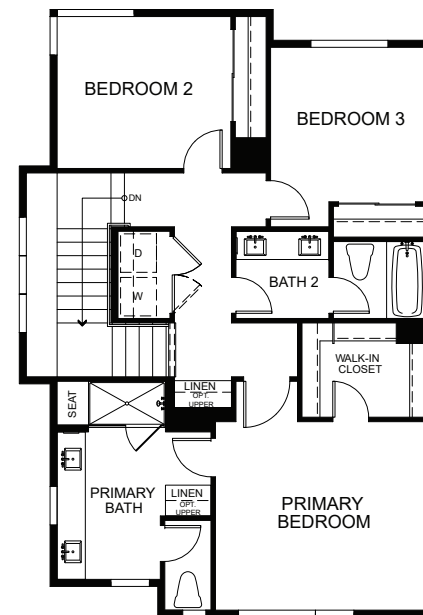 BEDROOM 2
BEDROOM 3
DN
D
W
BATH 2
WALK-IN
CLOSET
LINEN
OPT.
UPPER
SEAT
PRIMARY
BATH
LINEN
OPT.
UPPER
PRIMARY
BEDROOM